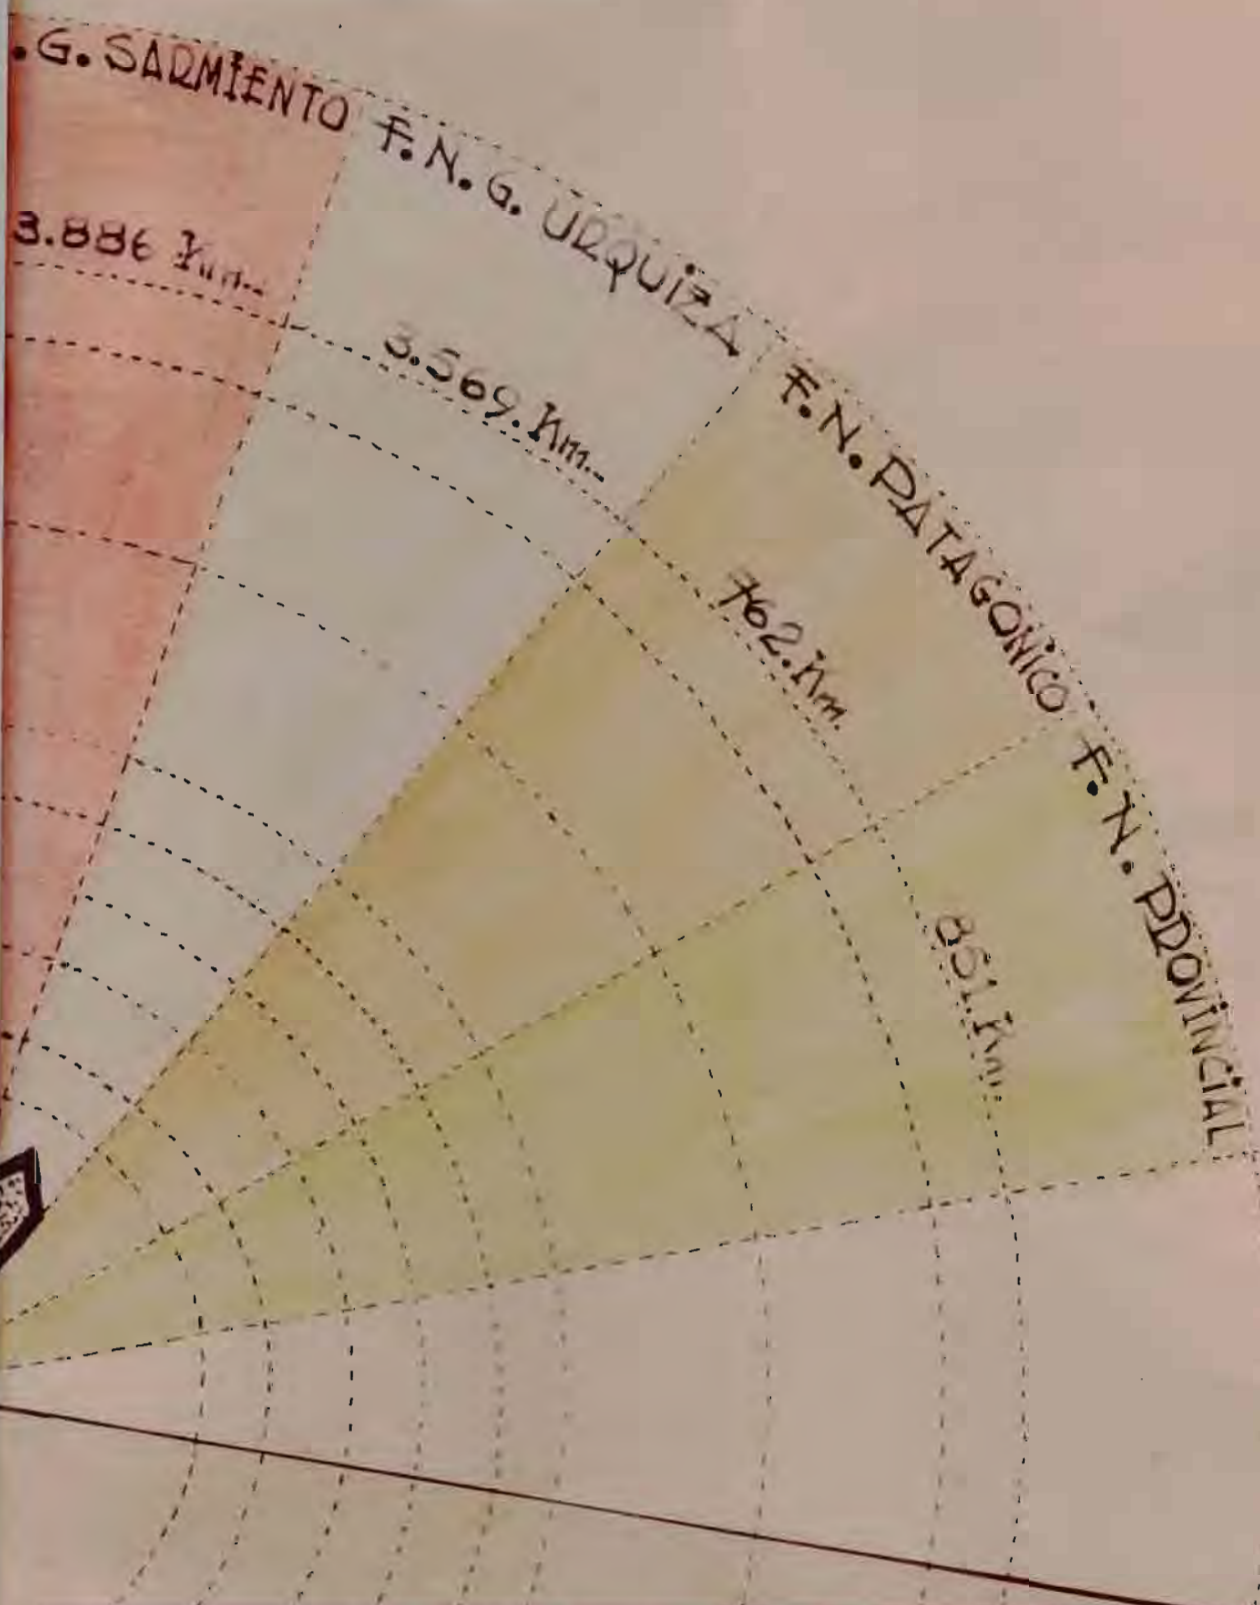 .G. SARMIENTO
3.886 Km.
F.N.G. URQUIZA
3.569. Km.
F.N. PATAGONICO
762. Km.
F.N. PROVINCIAL
851. Km.